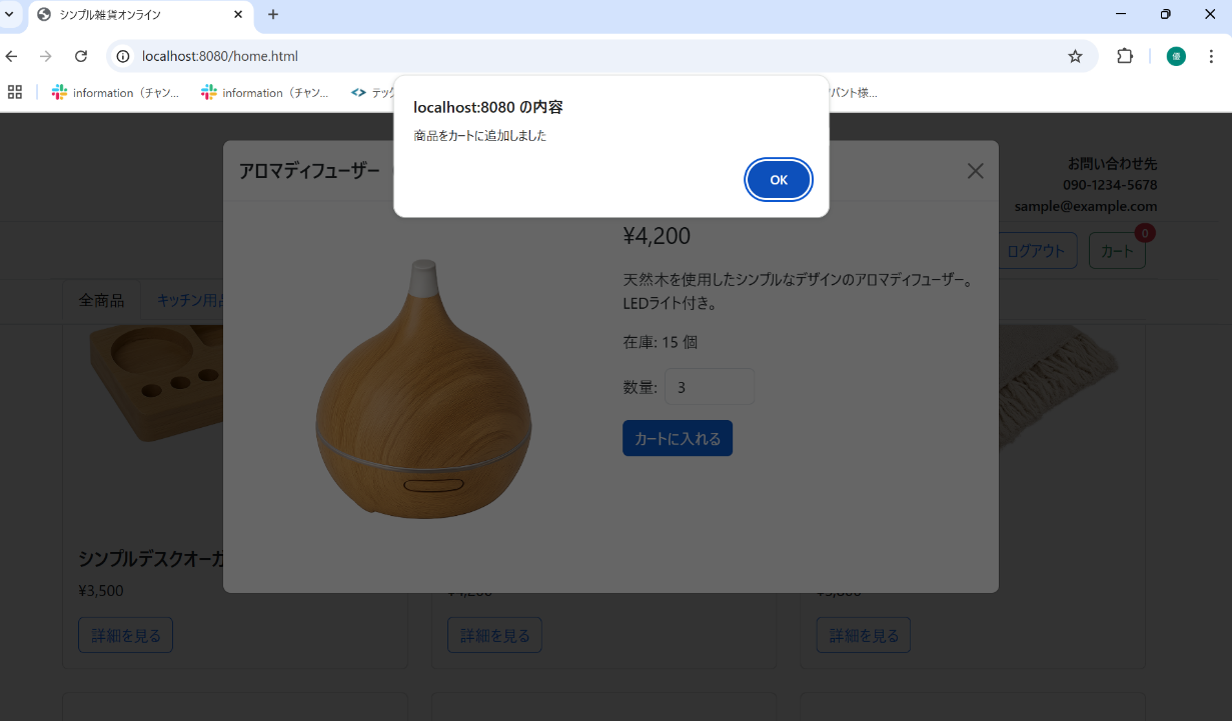 シンプル雑貨オンライン
localhost:8080/home.html
information（チャン...
information（チャン...
テック
バント様...
localhost:8080 の内容
商品をカートに追加しました
OK
アロマディフューザー
お問い合わせ先
090-1234-5678
sample@example.com
ログアウト
カート
0
全商品
キッチン用品
¥4,200
天然木を使用したシンプルなデザインのアロマディフューザー。
LEDライト付き。
在庫: 15 個
数量: 3
カートに入れる
シンプルデスクオーガ
¥3,500
¥4,200
詳細を見る
詳細を見る
詳細を見る